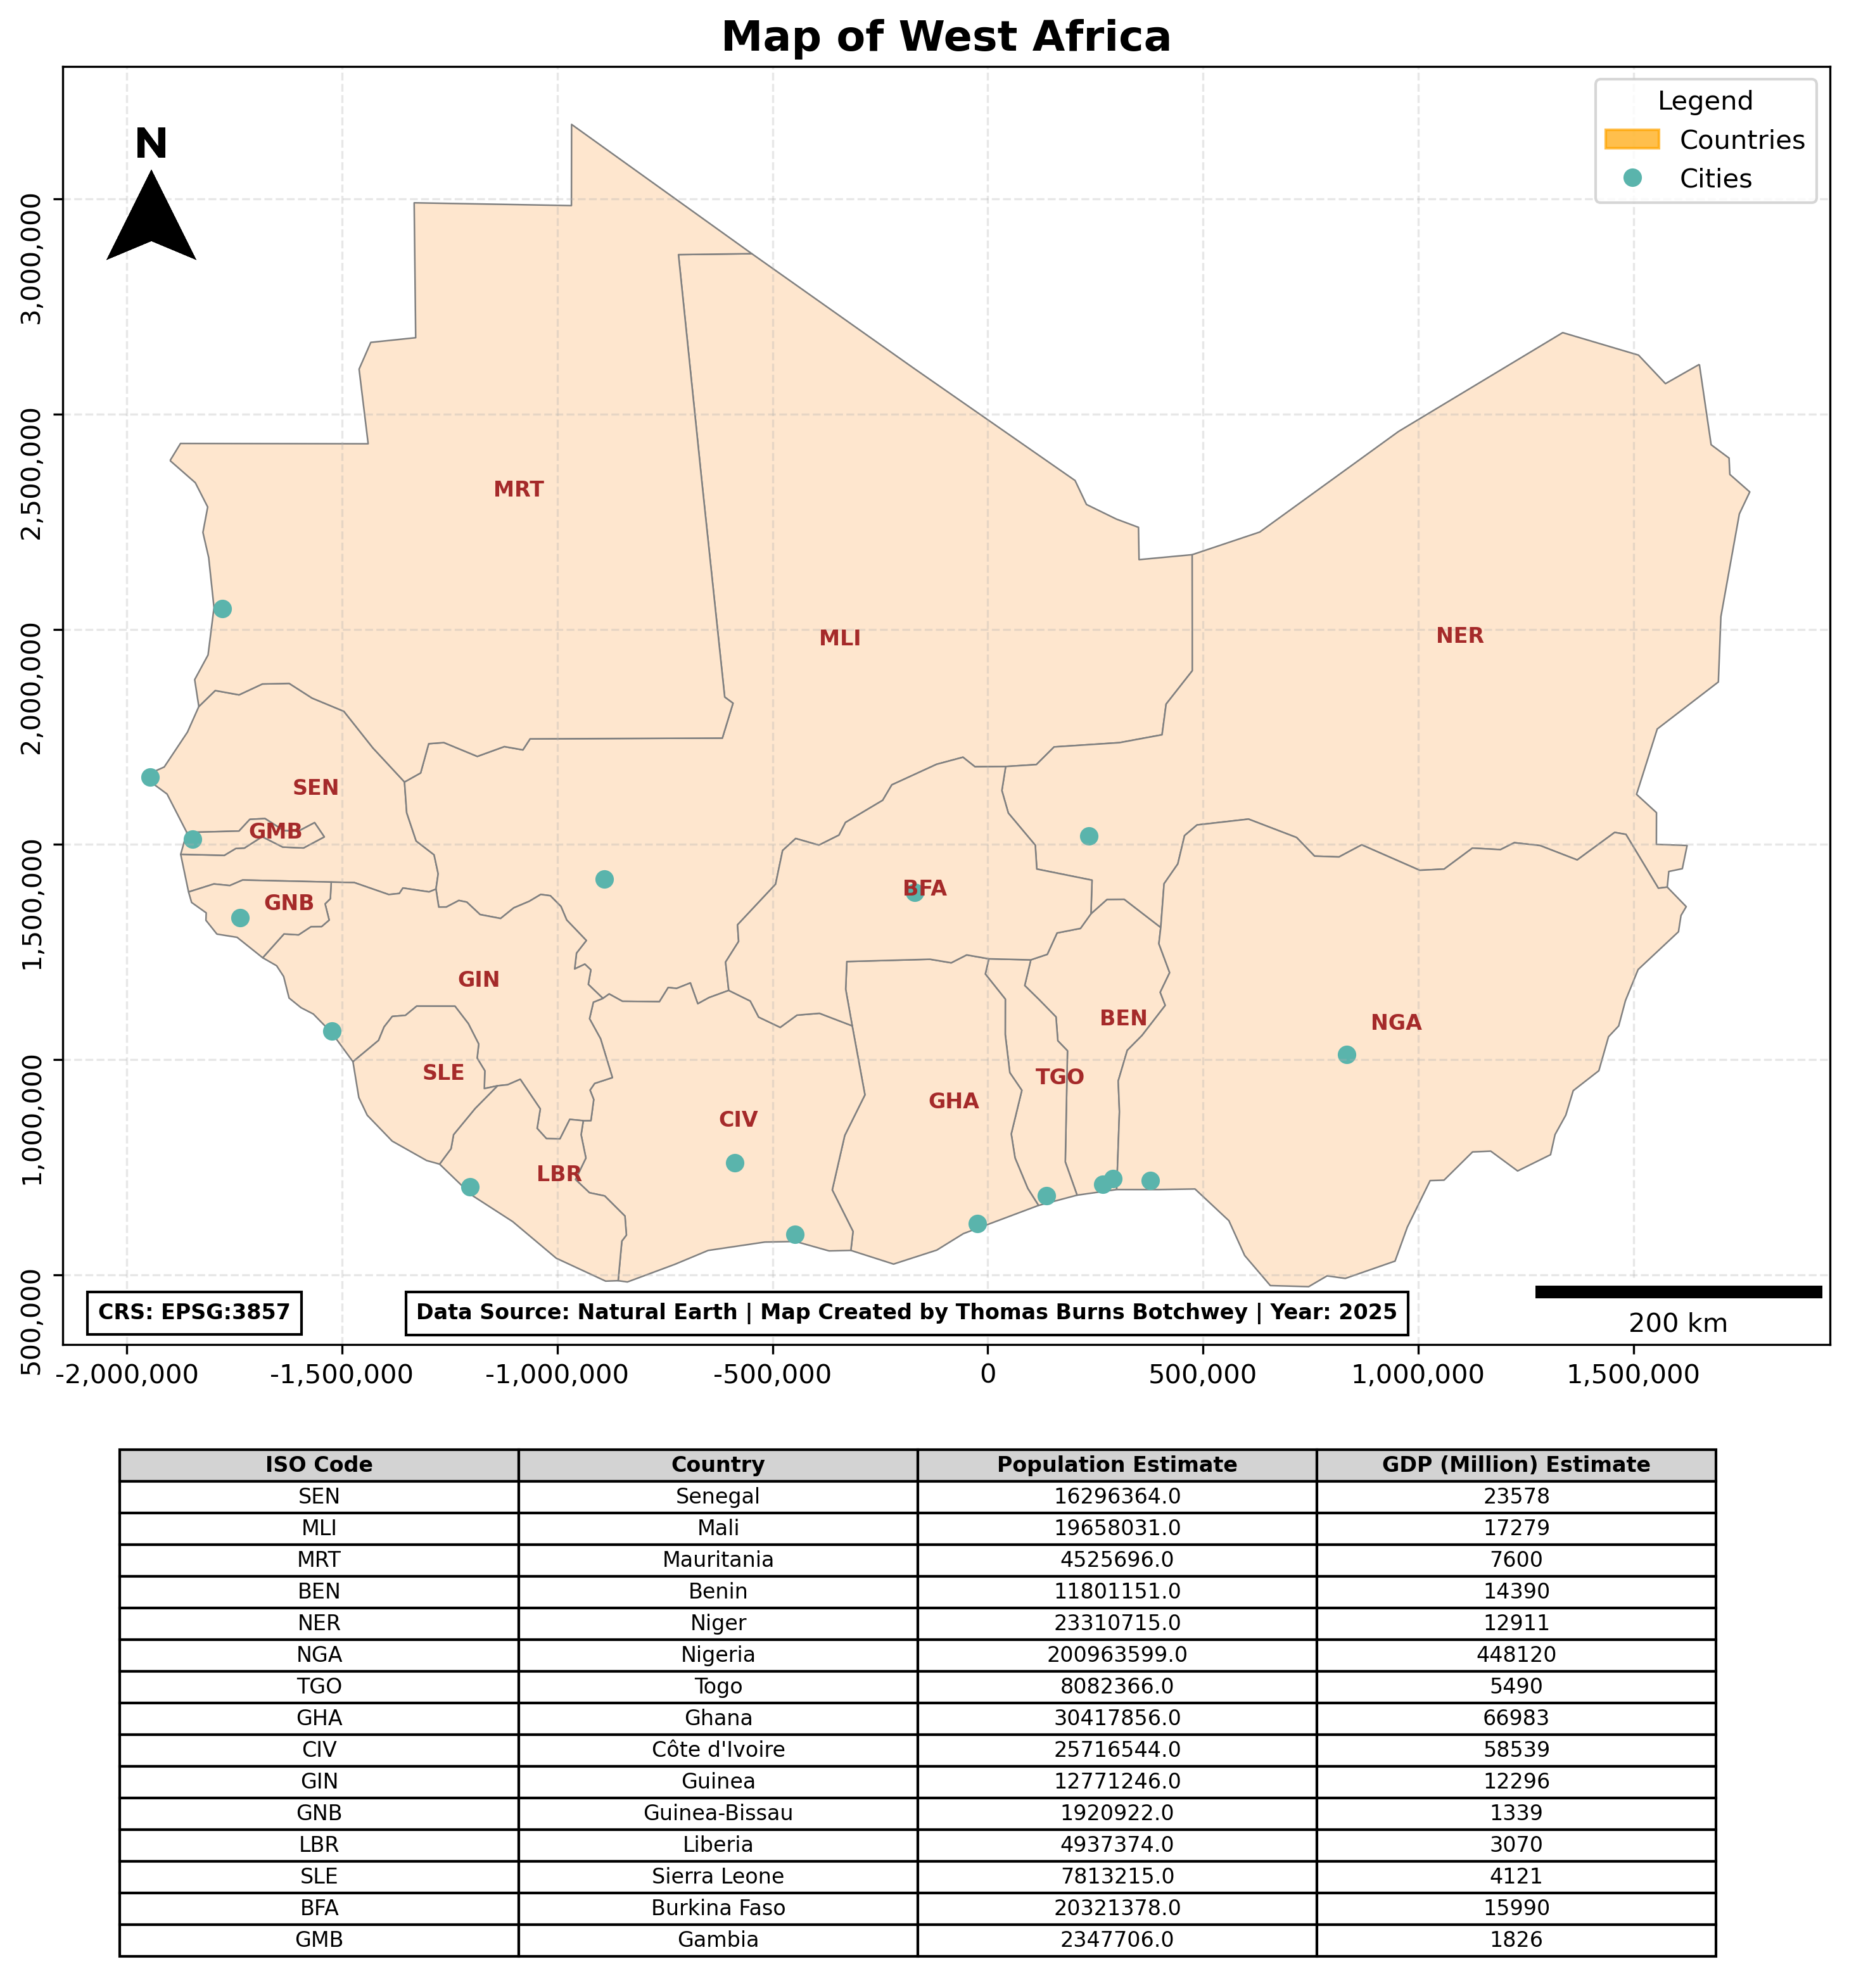 Map of West Africa
Legend
Countries
Cities
N
3,000,000
2,500,000
2,000,000
1,500,000
1,000,000
500,000
MRT
MLI
NER
SEN
GMB
GNB
BFA
GIN
BEN
NGA
SLE
TGO
GHA
CIV
LBR
CRS: EPSG:3857
Data Source: Natural Earth | Map Created by Thomas Burns Botchwey | Year: 2025
200 km
-2,000,000 -1,500,000 -1,000,000 -500,000 0 500,000 1,000,000 1,500,000
ISO Code Country Population Estimate GDP (Million) Estimate
SEN Senegal 16296364.0 23578
MLI Mali 19658031.0 17279
MRT Mauritania 4525696.0 7600
BEN Benin 11801151.0 14390
NER Niger 23310715.0 12911
NGA Nigeria 200963599.0 448120
TGO Togo 8082366.0 5490
GHA Ghana 30417856.0 66983
CIV Côte d'Ivoire 25716544.0 58539
GIN Guinea 12771246.0 12296
GNB Guinea-Bissau 1920922.0 1339
LBR Liberia 4937374.0 3070
SLE Sierra Leone 7813215.0 4121
BFA Burkina Faso 20321378.0 15990
GMB Gambia 2347706.0 1826